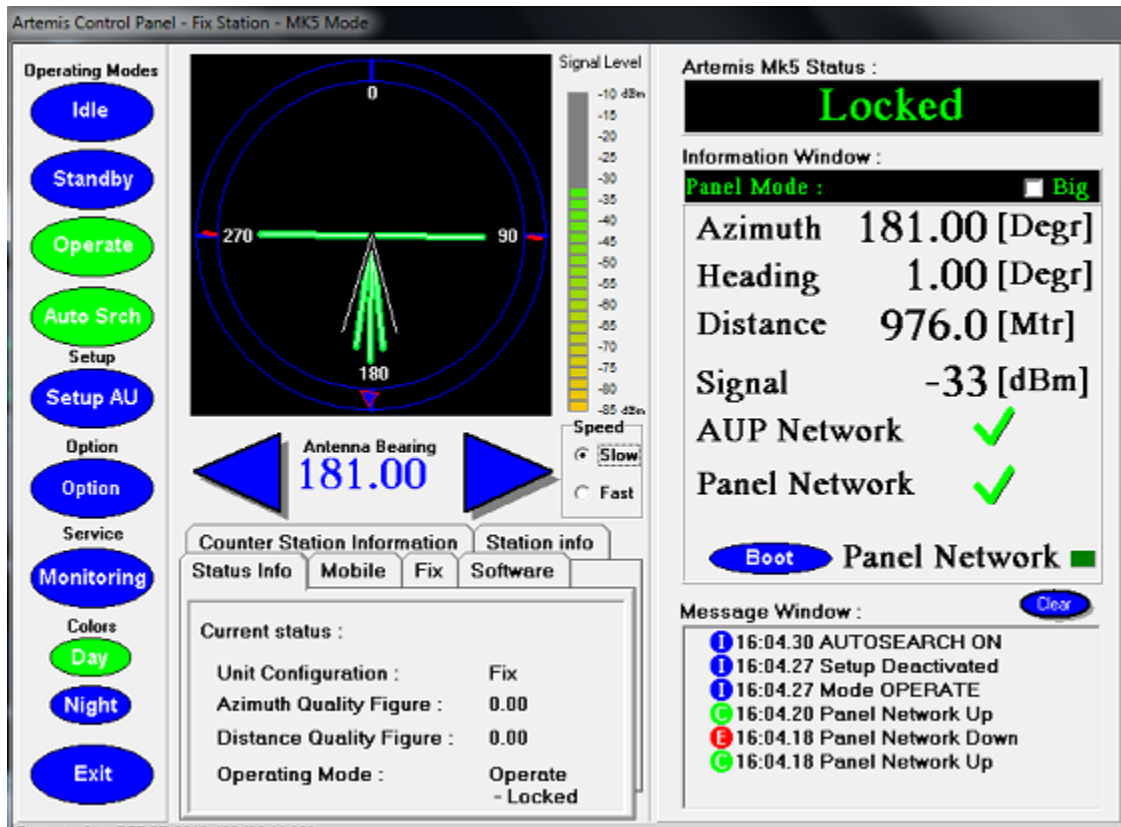 Artemis Control Panel - Fix Station - MK5 Mode
Operating Modes
Idle
Standby
Operate
Auto Srch
Setup
Setup AU
Option
Option
Service
Monitoring
Colors
Day
Night
Exit
0
270
90
180
Signal Level
-10 dBm
-15
-20
-25
-30
-35
-40
-45
-50
-55
-60
-65
-70
-75
-80
-85 dBm
Antenna Bearing
181.00
Speed
Slow
Fast
Counter Station Information
Station info
Status Info
Mobile
Fix
Software
Current status :
Unit Configuration : Fix
Azimuth Quality Figure : 0.00
Distance Quality Figure : 0.00
Operating Mode : Operate
- Locked
Artemis Mk5 Status :
Locked
Information Window :
Panel Mode : Big
Azimuth 181.00 [Degr]
Heading 1.00 [Degr]
Distance 976.0 [Mtr]
Signal -33 [dBm]
AUP Network
Panel Network
Boot Panel Network
Message Window :
Clear
I 16:04.30 AUTOSEARCH ON
I 16:04.27 Setup Deactivated
I 16:04.27 Mode OPERATE
C 16:04.20 Panel Network Up
E 16:04.18 Panel Network Down
C 16:04.18 Panel Network Up